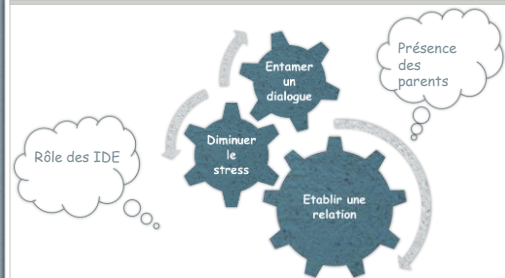 Présence
des
parents
Entamer
un
dialogue
Diminuer
le
stress
Rôle des IDE
Etablir une
relation